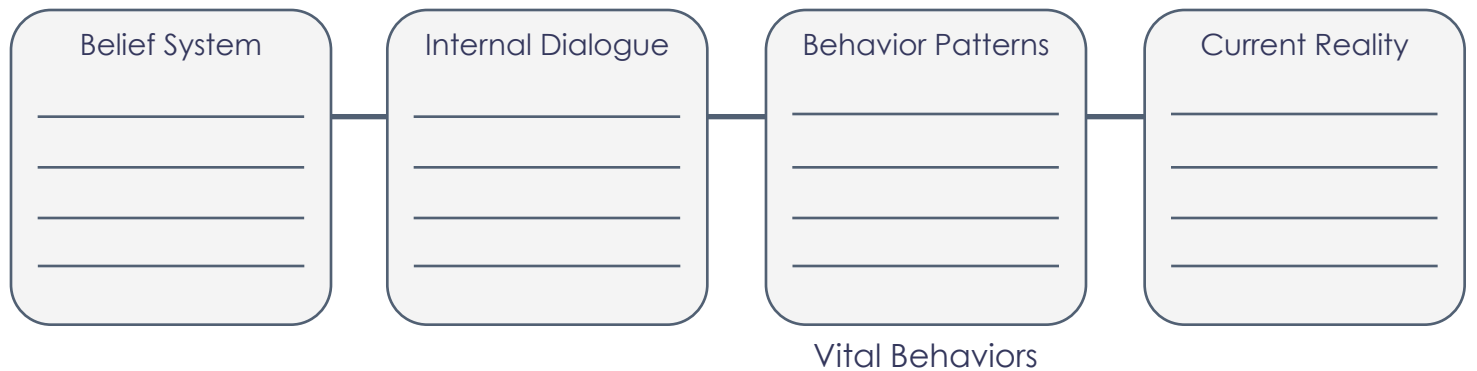 Belief System
Internal Dialogue
Behavior Patterns
Current Reality
Vital Behaviors